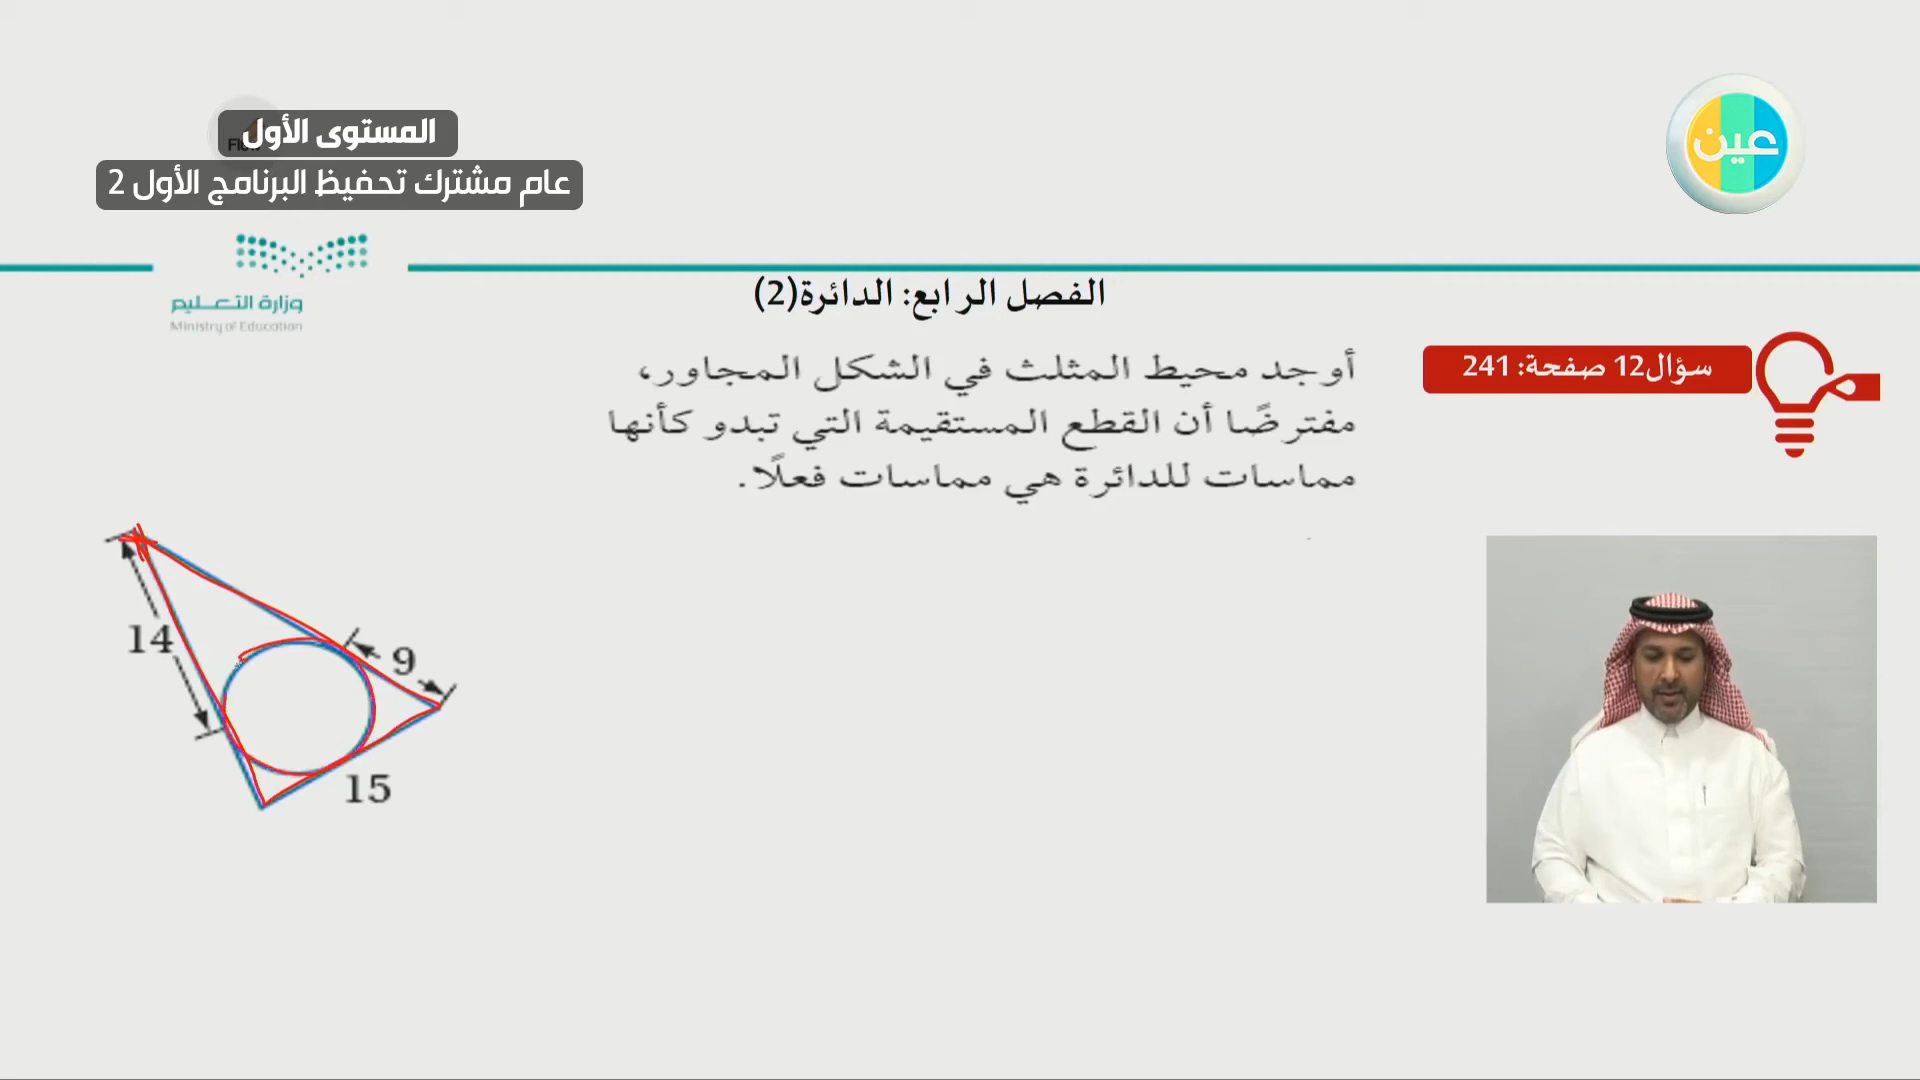 المستوى الأول
عام مشترك تحفيظ البرنامج الأول 2
عين
وزارة التعليم
Ministry of Education
الفصل الرابع: الدائرة(2)
سؤال12 صفحة: 241
أوجد محيط المثلث في الشكل المجاور،
مفترضًا أن القطع المستقيمة التي تبدو كأنها
مماسات للدائرة هي مماسات فعلًا.
14
9
15